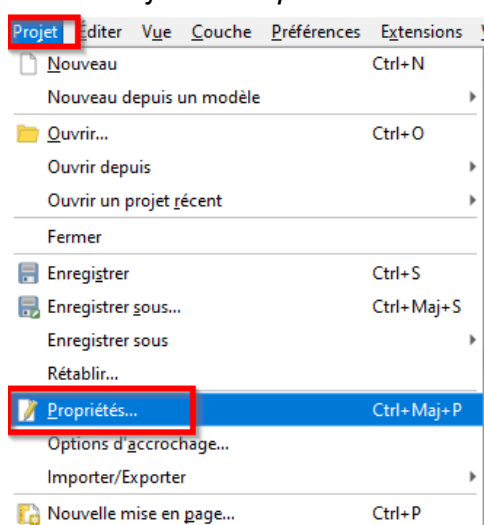 Projet Éditer Vue Couche Préférences Extensions
Nouveau Ctrl+N
Nouveau depuis un modèle
Ouvrir... Ctrl+O
Ouvrir depuis
Ouvrir un projet récent
Fermer
Enregistrer Ctrl+S
Enregistrer sous... Ctrl+Maj+S
Enregistrer sous
Rétablir...
Propriétés... Ctrl+Maj+P
Options d'accrochage...
Importer/Exporter
Nouvelle mise en page... Ctrl+P